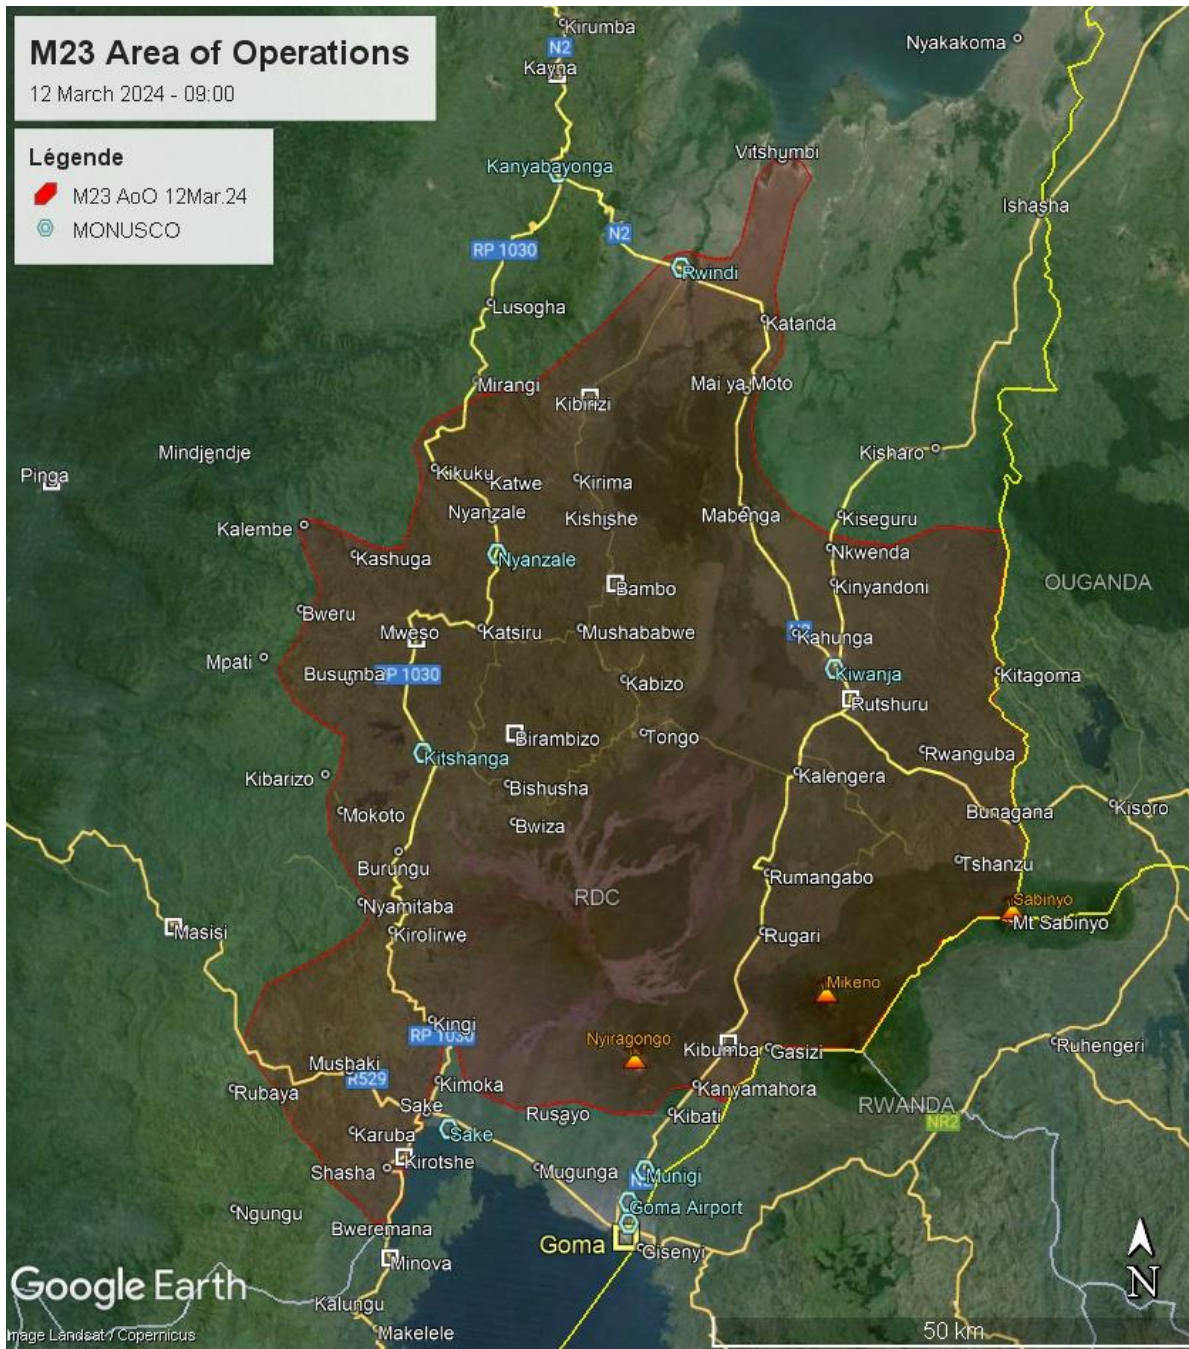 M23 Area of Operations
12 March 2024 - 09:00
Légende
M23 AoO 12Mar.24
MONUSCO
Kirumba
N2
Kayna
Nyakakoma
Kanyabayonga
Vitshumbi
Ishasha
N2
RP 1030
Rwindi
Lusogha
Katanda
Mirangi
Mai ya Moto
Kibirizi
Mindjendje
Kisharo
Pinga
Kikuku
Katwe
Kirima
Nyanzale
Kishishe
Mabenga
Kiseguru
Kalembe
Kashuga
Nyanzale
Nkwenda
OUGANDA
Bambo
Kinyandoni
Bweru
Mweso
Katsiru
Mushababwe
N2
Kahunga
Mpati
Busumba
RP 1030
Kabizo
Kiwanja
Kitagoma
Rutshuru
Birambizo
Tongo
Kitshanga
Rwanguba
Kibarizo
Bishusha
Kalengera
Mokoto
Bwiza
Bunagana
Kisoro
Burungu
Tshanzu
Rumangabo
RDC
Nyamitaba
Sabinyo
Mt Sabinyo
Masisi
Kirolirwe
Rugari
Mikeno
Kingi
RP 1030
Nyiragongo
Kibumba
Gasizi
Ruhengeri
Mushaki
R529
Kimoka
Kanyamahora
Rubaya
Sake
Rusayo
Kibati
RWANDA
NR2
Karuba
Sake
Shasha
Kirotshe
Mugunga
Munigi
Ngungu
Goma Airport
Bweremana
Goma
Gisenyi
Minova
Google Earth
Kalungu
N
Image Landsat / Copernicus
Makelele
50 km